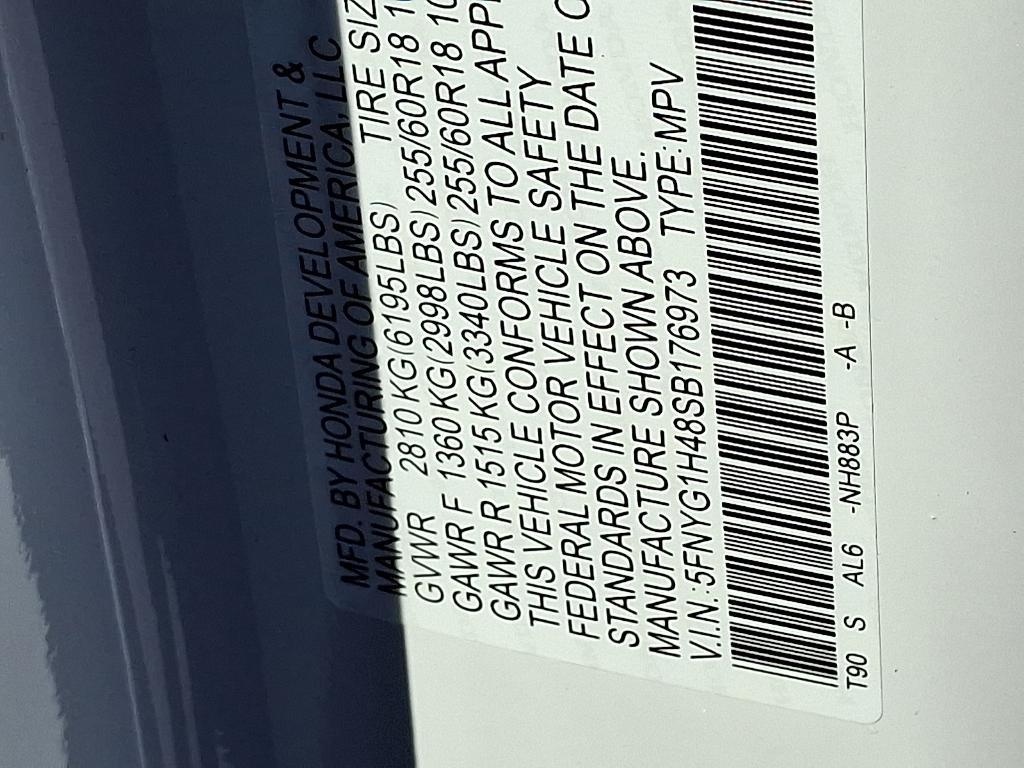 MFD. BY HONDA DEVELOPMENT &
MANUFACTURING OF AMERICA, LLC
GVWR 2810 KG(6195LBS) TIRE SIZ
GAWR F 1360 KG(2998LBS) 255/60R18
GAWR R 1515 KG(3340LBS) 255/60R18
THIS VEHICLE CONFORMS TO ALL APP
FEDERAL MOTOR VEHICLE SAFETY
STANDARDS IN EFFECT ON THE DATE O
MANUFACTURE SHOWN ABOVE.
V.I.N.:5FNYG1H48SB176973 TYPE:MPV
T90 S AL6 -NH883P -A -B